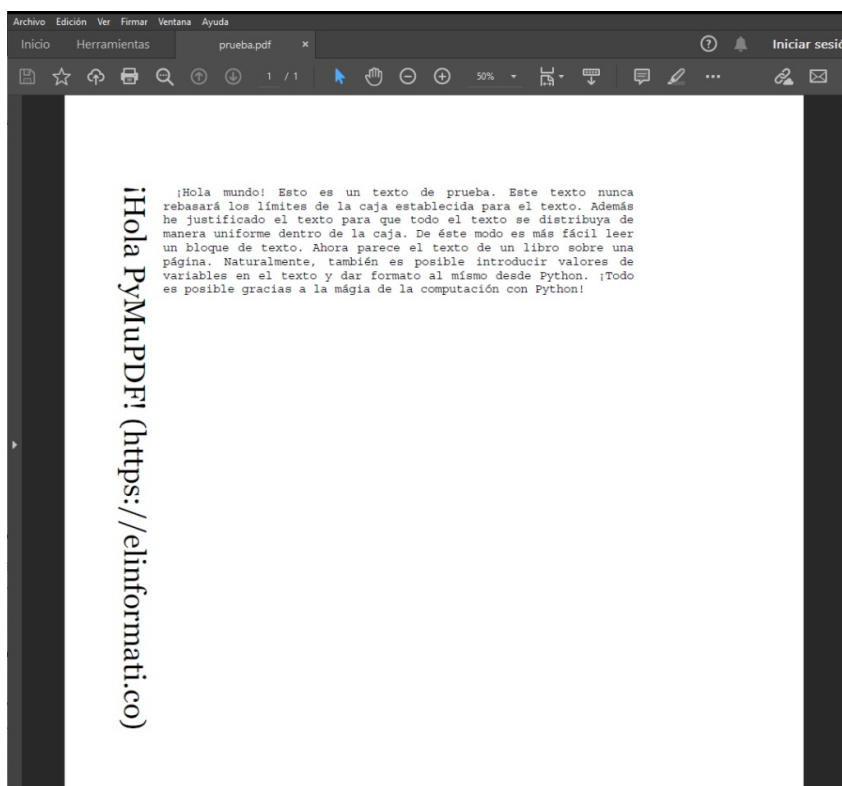 Archivo Edición Ver Firmar Ventana Ayuda
Inicio Herramientas prueba.pdf × Iniciar sesió
1 / 1 50%
¡Hola PyMuPDF! (https://elinformati.co)
¡Hola mundo! Esto es un texto de prueba. Este texto nunca
rebasará los límites de la caja establecida para el texto. Además
he justificado el texto para que todo el texto se distribuya de
manera uniforme dentro de la caja. De éste modo es más fácil leer
un bloque de texto. Ahora parece el texto de un libro sobre una
página. Naturalmente, también es posible introducir valores de
variables en el texto y dar formato al mísmo desde Python. ¡Todo
es posible gracias a la mágia de la computación con Python!